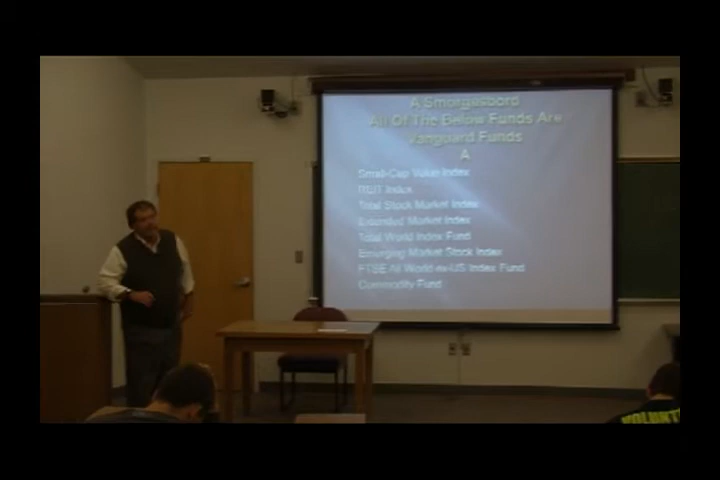 A Smorgasbord
All Of The Below Funds Are
Vanguard Funds
A
Small-Cap Value Index
REIT Index
Total Stock Market Index
Extended Market Index
Total World Index Fund
Emerging Market Stock Index
FTSE All World ex-US Index Fund
Commodity Fund